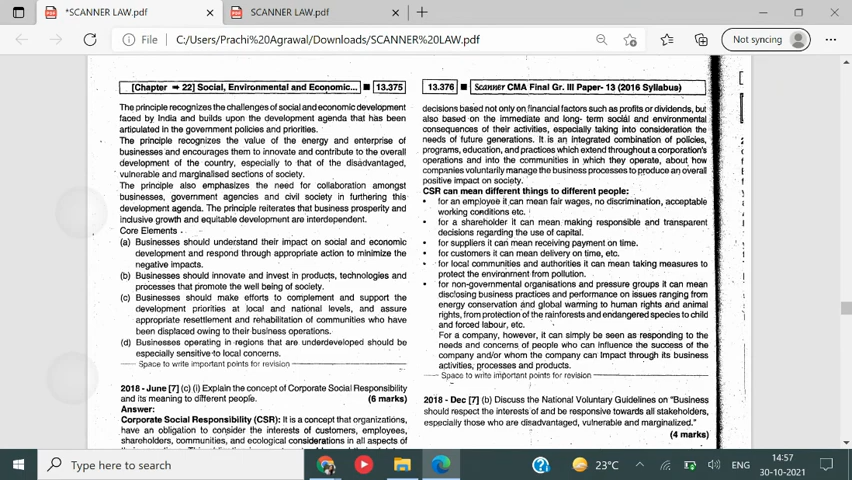 *SCANNER LAW.pdf
SCANNER LAW.pdf
File
C:/Users/Prachi%20Agrawal/Downloads/SCANNER%20LAW.pdf
Not syncing
[Chapter ➡ 22] Social, Environmental and Economic... ■ 13.375
The principle recognizes the challenges of social and economic development
faced by India and builds upon the development agenda that has been
articulated in the government policies and priorities.
The principle recognizes the value of the energy and enterprise of
businesses and encourages them to innovate and contribute to the overall
development of the country, especially to that of the disadvantaged,
vulnerable and marginalised sections of society.
The principle also emphasizes the need for collaboration amongst
businesses, government agencies and civil society in furthering this
development agenda. The principle reiterates that business prosperity and
inclusive growth and equitable development are interdependent.
Core Elements
(a) Businesses should understand their impact on social and economic
development and respond through appropriate action to minimize the
negative impacts.
(b) Businesses should innovate and invest in products, technologies and
processes that promote the well being of society.
(c) Businesses should make efforts to complement and support the
development priorities at local and national levels, and assure
appropriate resettlement and rehabilitation of communities who have
been displaced owing to their business operations.
(d) Businesses operating in regions that are underdeveloped should be
especially sensitive to local concerns.
Space to write important points for revision
2018 - June [7] (c) (i) Explain the concept of Corporate Social Responsibility
and its meaning to different people. (6 marks)
Answer:
Corporate Social Responsibility (CSR): It is a concept that organizations,
have an obligation to consider the interests of customers, employees,
shareholders, communities, and ecological considerations in all aspects of
13.376 ■ Scanner CMA Final Gr. III Paper- 13 (2016 Syllabus)
decisions based not only on financial factors such as profits or dividends, but
also based on the immediate and long- term social and environmental
consequences of their activities, especially taking into consideration the
needs of future generations. It is an integrated combination of policies,
programs, education, and practices which extend throughout a corporation's
operations and into the communities in which they operate, about how
companies voluntarily manage the business processes to produce an overall
positive impact on society.
CSR can mean different things to different people:
• for an employee it can mean fair wages, no discrimination, acceptable
working conditions etc.
• for a shareholder it can mean making responsible and transparent
decisions regarding the use of capital.
• for suppliers it can mean receiving payment on time.
• for customers it can mean delivery on time, etc.
• for local communities and authorities it can mean taking measures to
protect the environment from pollution.
• for non-governmental organisations and pressure groups it can mean
disclosing business practices and performance on issues ranging from
energy conservation and global warming to human rights and animal
rights, from protection of the rainforests and endangered species to child
and forced labour, etc.
For a company, however, it can simply be seen as responding to the
needs and concerns of people who can influence the success of the
company and/or whom the company can Impact through its business
activities, processes and products.
Space to write important points for revision
2018 - Dec [7] (b) Discuss the National Voluntary Guidelines on "Business
should respect the interests of and be responsive towards all stakeholders,
especially those who are disadvantaged, vulnerable and marginalized."
(4 marks)
Type here to search
23°C
ENG
14:57
30-10-2021